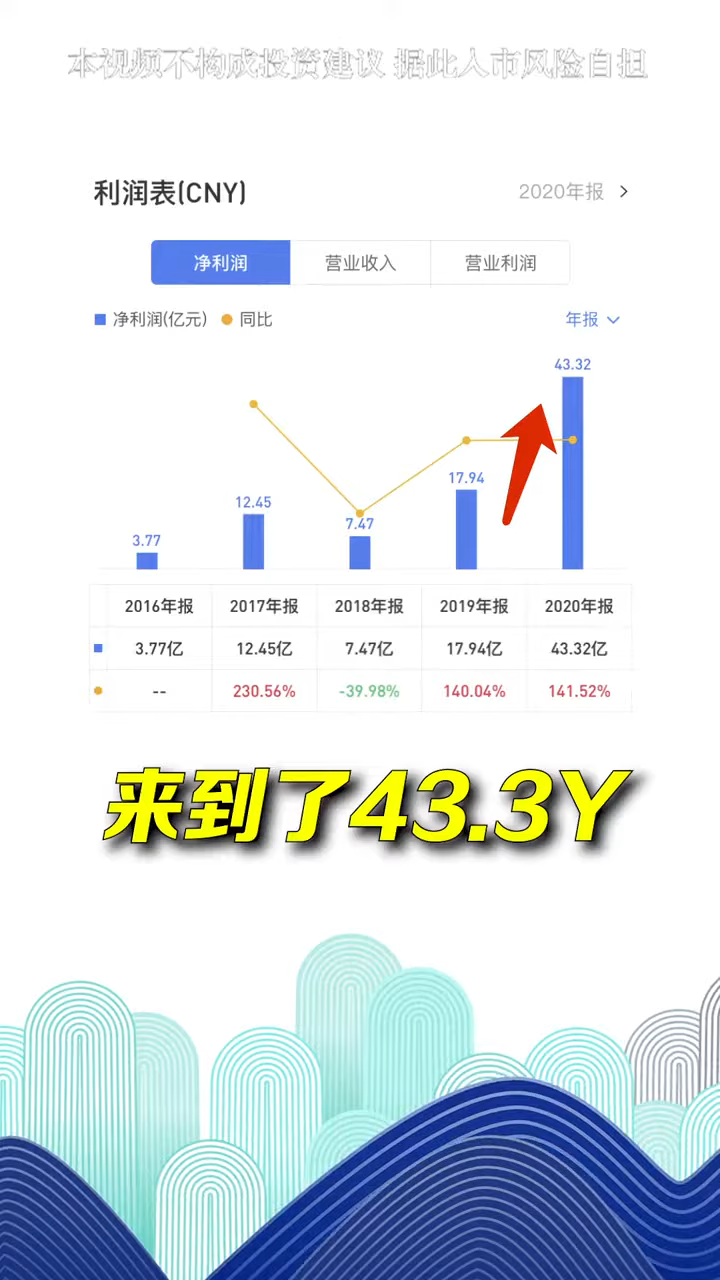 本视频不构成投资建议 据此入市风险自担
利润表(CNY)
2020年报
净利润 营业收入 营业利润
净利润(亿元) 同比
年报
43.32
17.94
12.45
7.47
3.77
2016年报 2017年报 2018年报 2019年报 2020年报
3.77亿 12.45亿 7.47亿 17.94亿 43.32亿
-- 230.56% -39.98% 140.04% 141.52%
来到了43.3Y